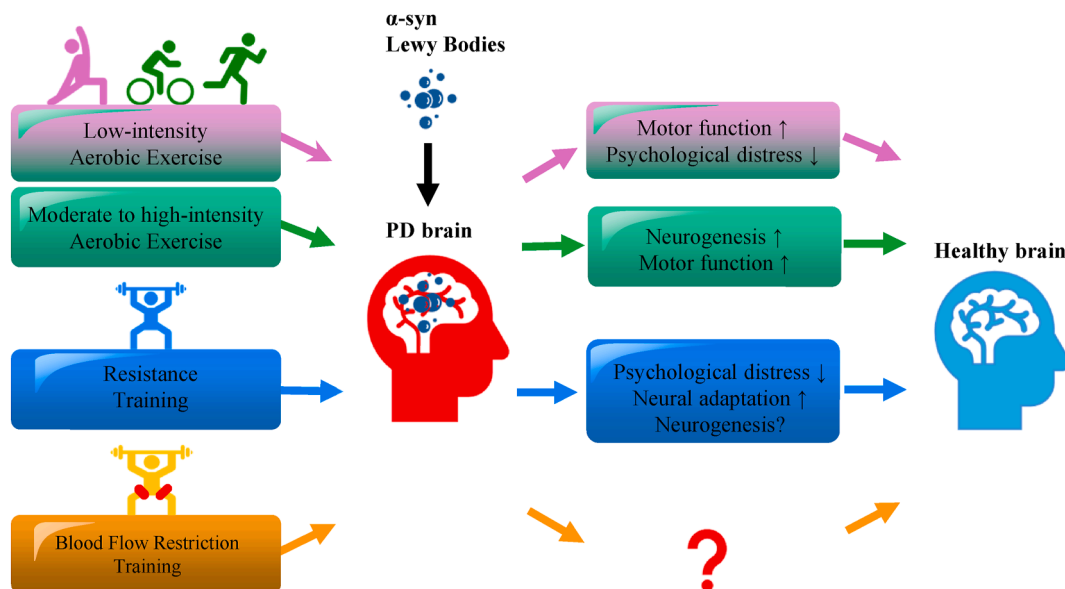 α-syn
Lewy Bodies
Low-intensity
Aerobic Exercise
Moderate to high-intensity
Aerobic Exercise
Resistance
Training
Blood Flow Restriction
Training
PD brain
Motor function ↑
Psychological distress ↓
Neurogenesis ↑
Motor function ↑
Psychological distress ↓
Neural adaptation ↑
Neurogenesis?
?
Healthy brain